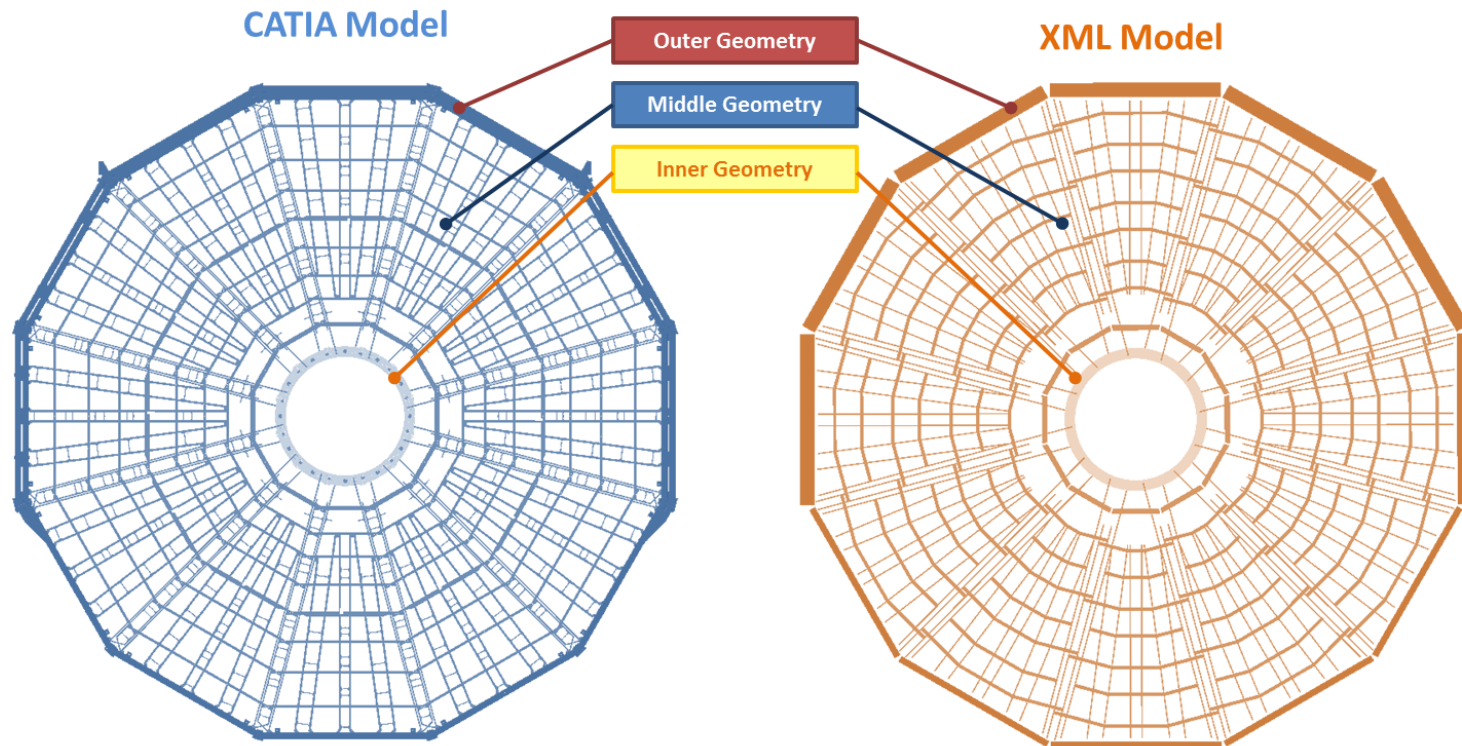 CATIA Model
Outer Geometry
XML Model
Middle Geometry
Inner Geometry